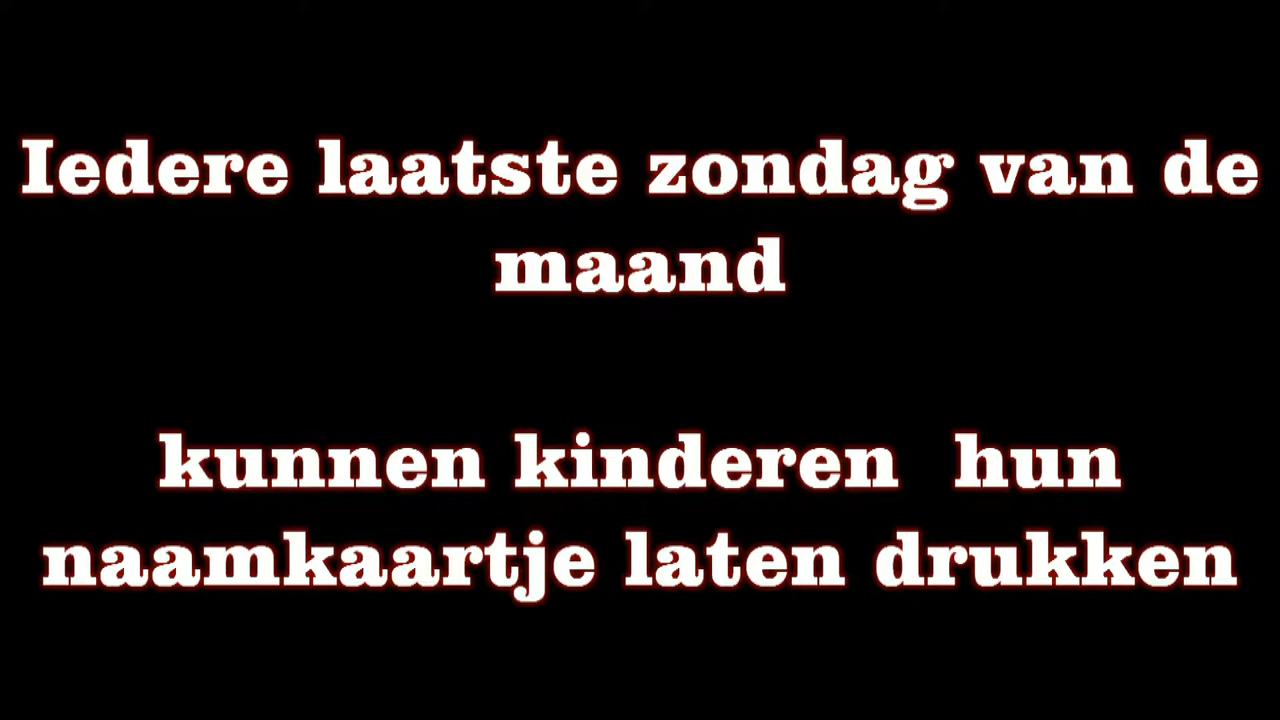 Iedere laatste zondag van de
maand
kunnen kinderen  hun
naamkaartje laten drukken